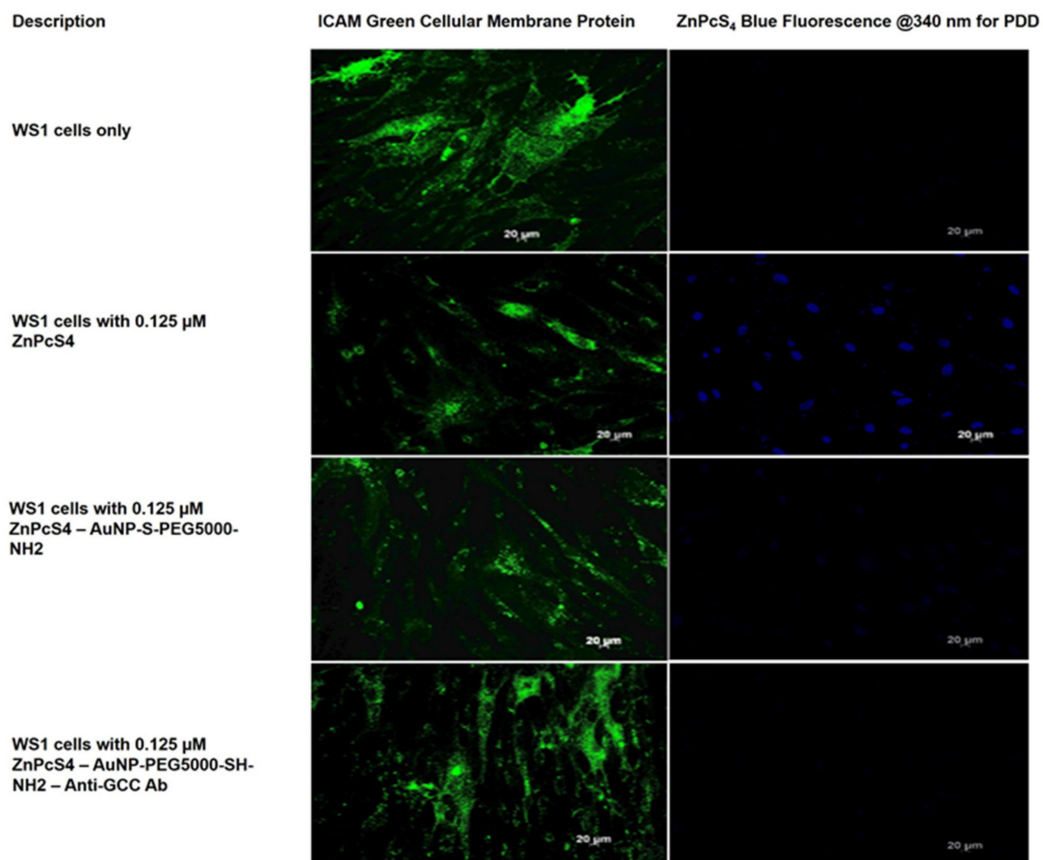 Description
ICAM Green Cellular Membrane Protein
ZnPcS₄ Blue Fluorescence @340 nm for PDD
WS1 cells only
20 µm
20 µm
WS1 cells with 0.125 µM
ZnPcS4
20 µm
20 µm
WS1 cells with 0.125 µM
ZnPcS4 – AuNP-S-PEG5000-
NH2
20 µm
20 µm
WS1 cells with 0.125 µM
ZnPcS4 – AuNP-PEG5000-SH-
NH2 – Anti-GCC Ab
20 µm
20 µm